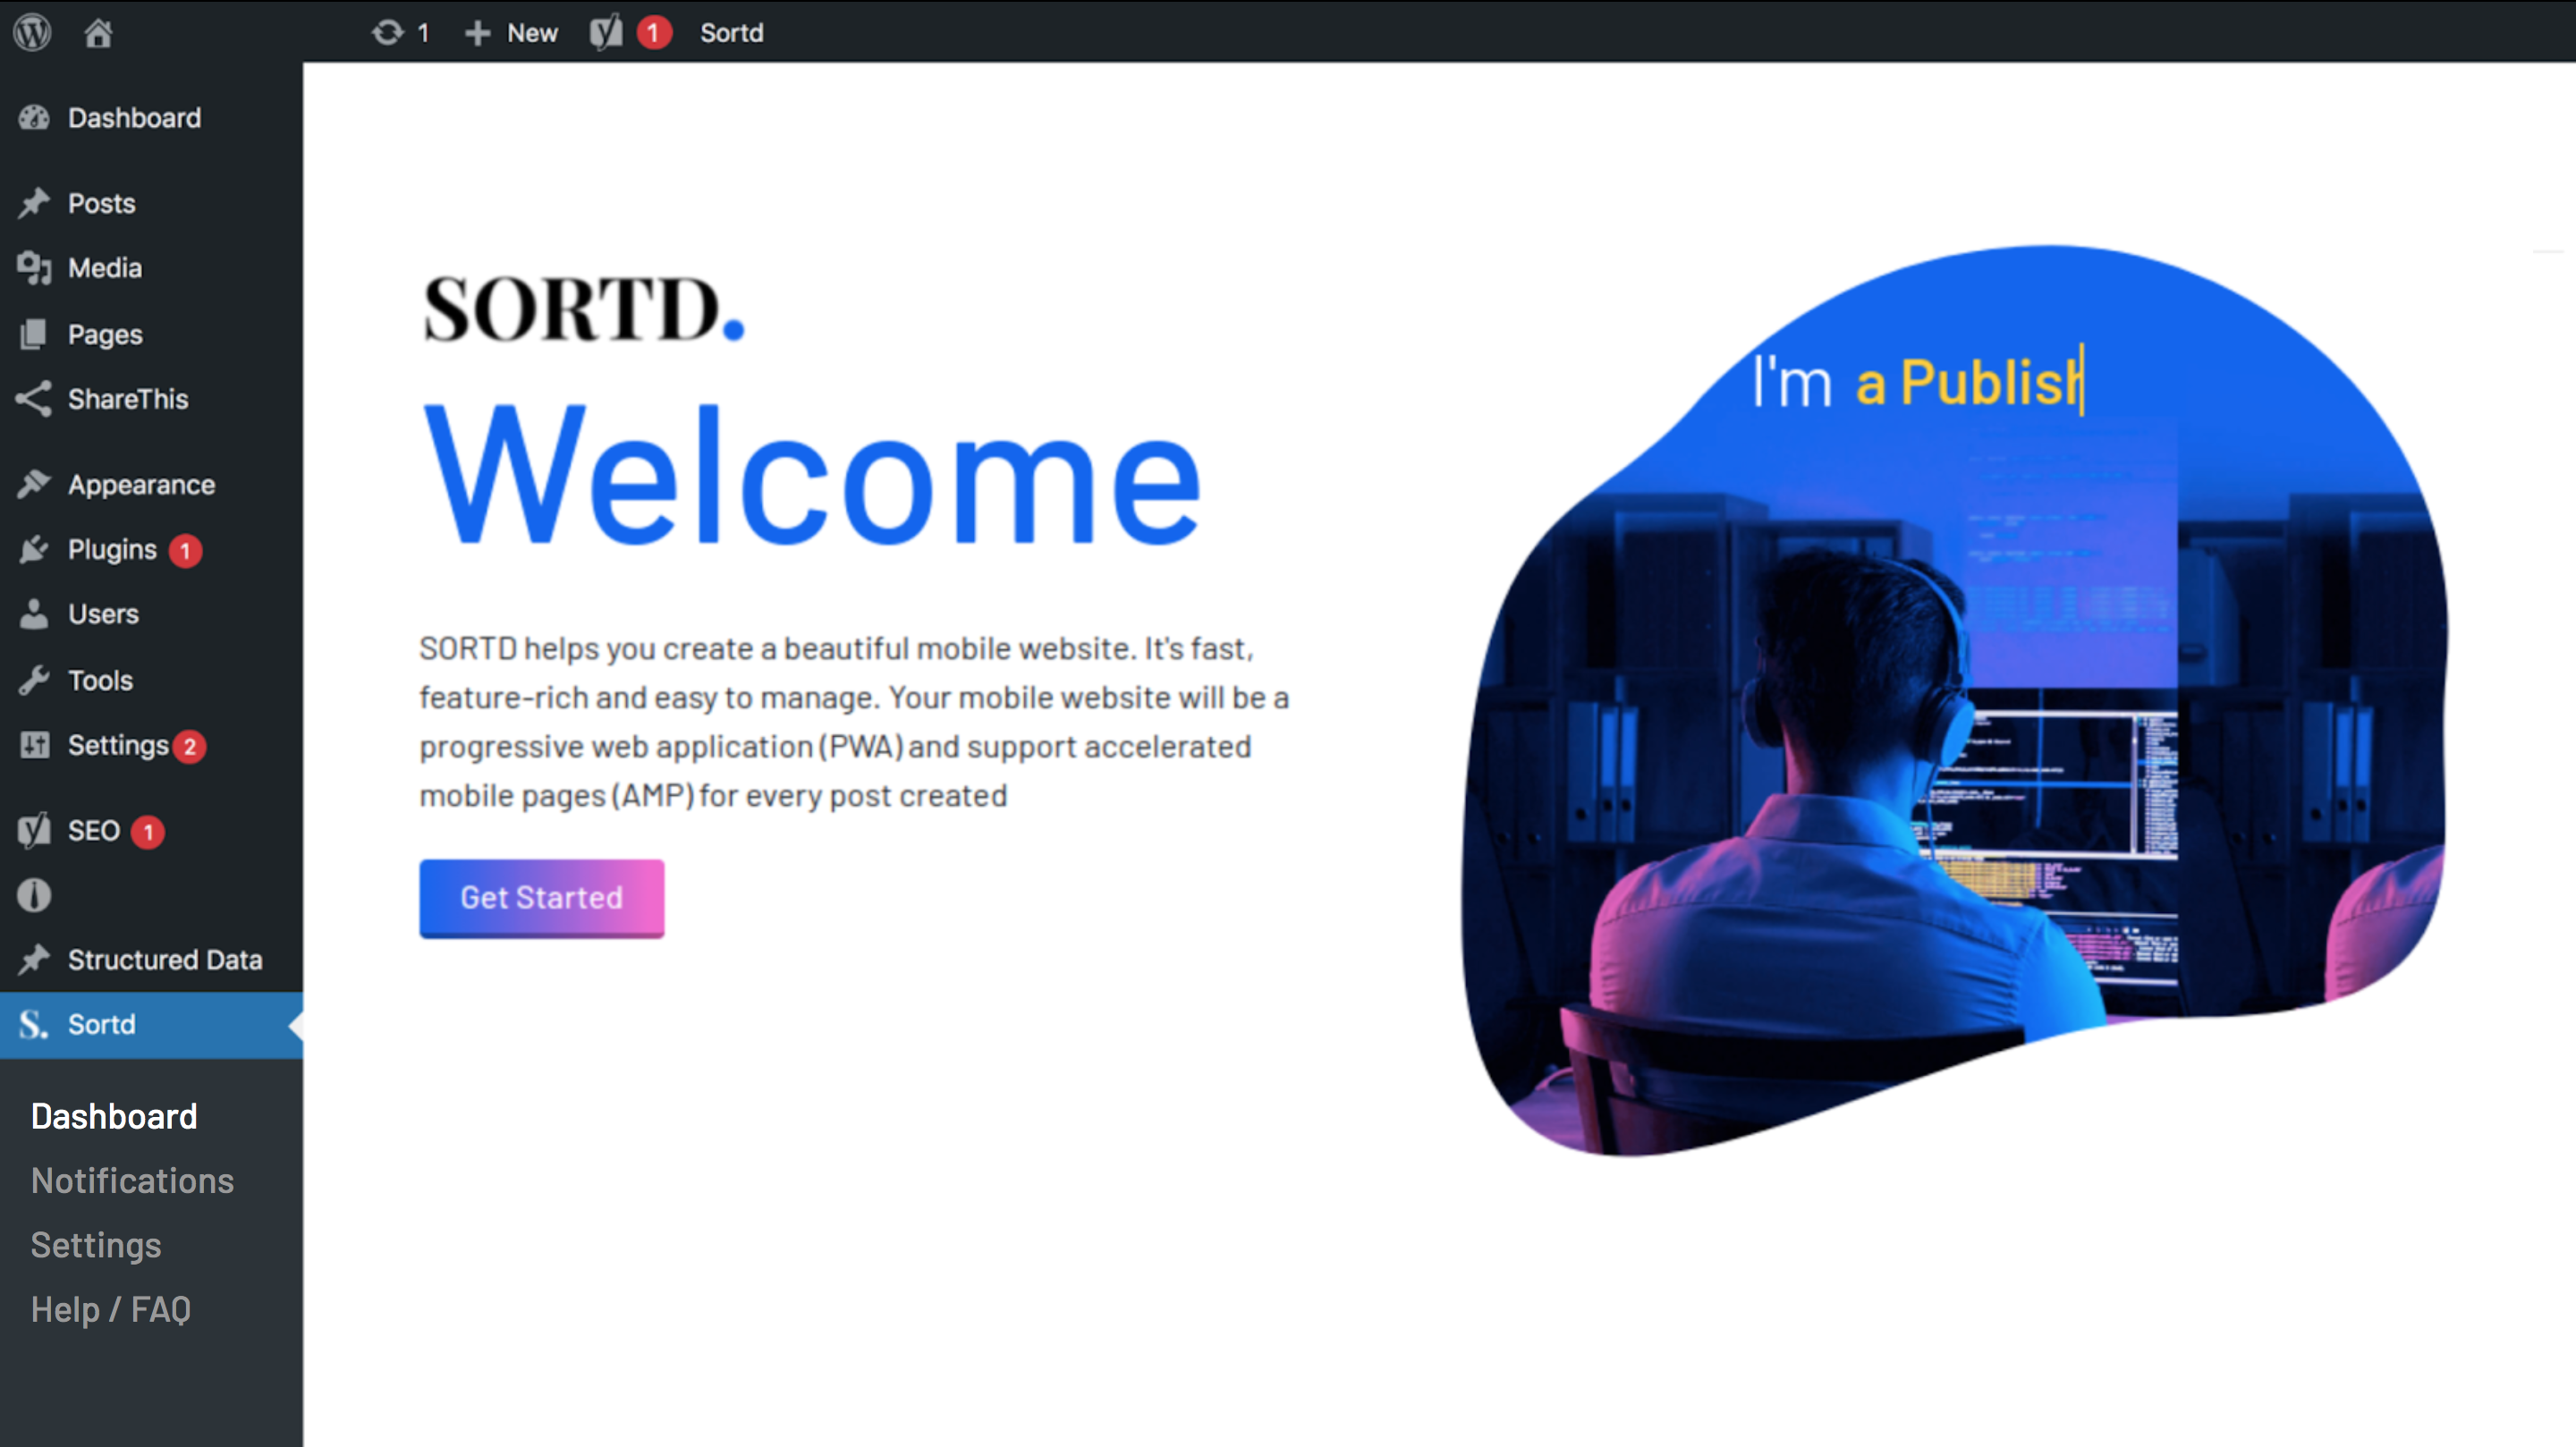 1
New
1
Sortd
Dashboard
Posts
Media
Pages
ShareThis
Appearance
Plugins 1
Users
Tools
Settings 2
SEO 1
Structured Data
S. Sortd
Dashboard
Notifications
Settings
Help / FAQ
SORTD.
Welcome
SORTD helps you create a beautiful mobile website. It's fast,
feature-rich and easy to manage. Your mobile website will be a
progressive web application (PWA) and support accelerated
mobile pages (AMP) for every post created
Get Started
I'm a Publish